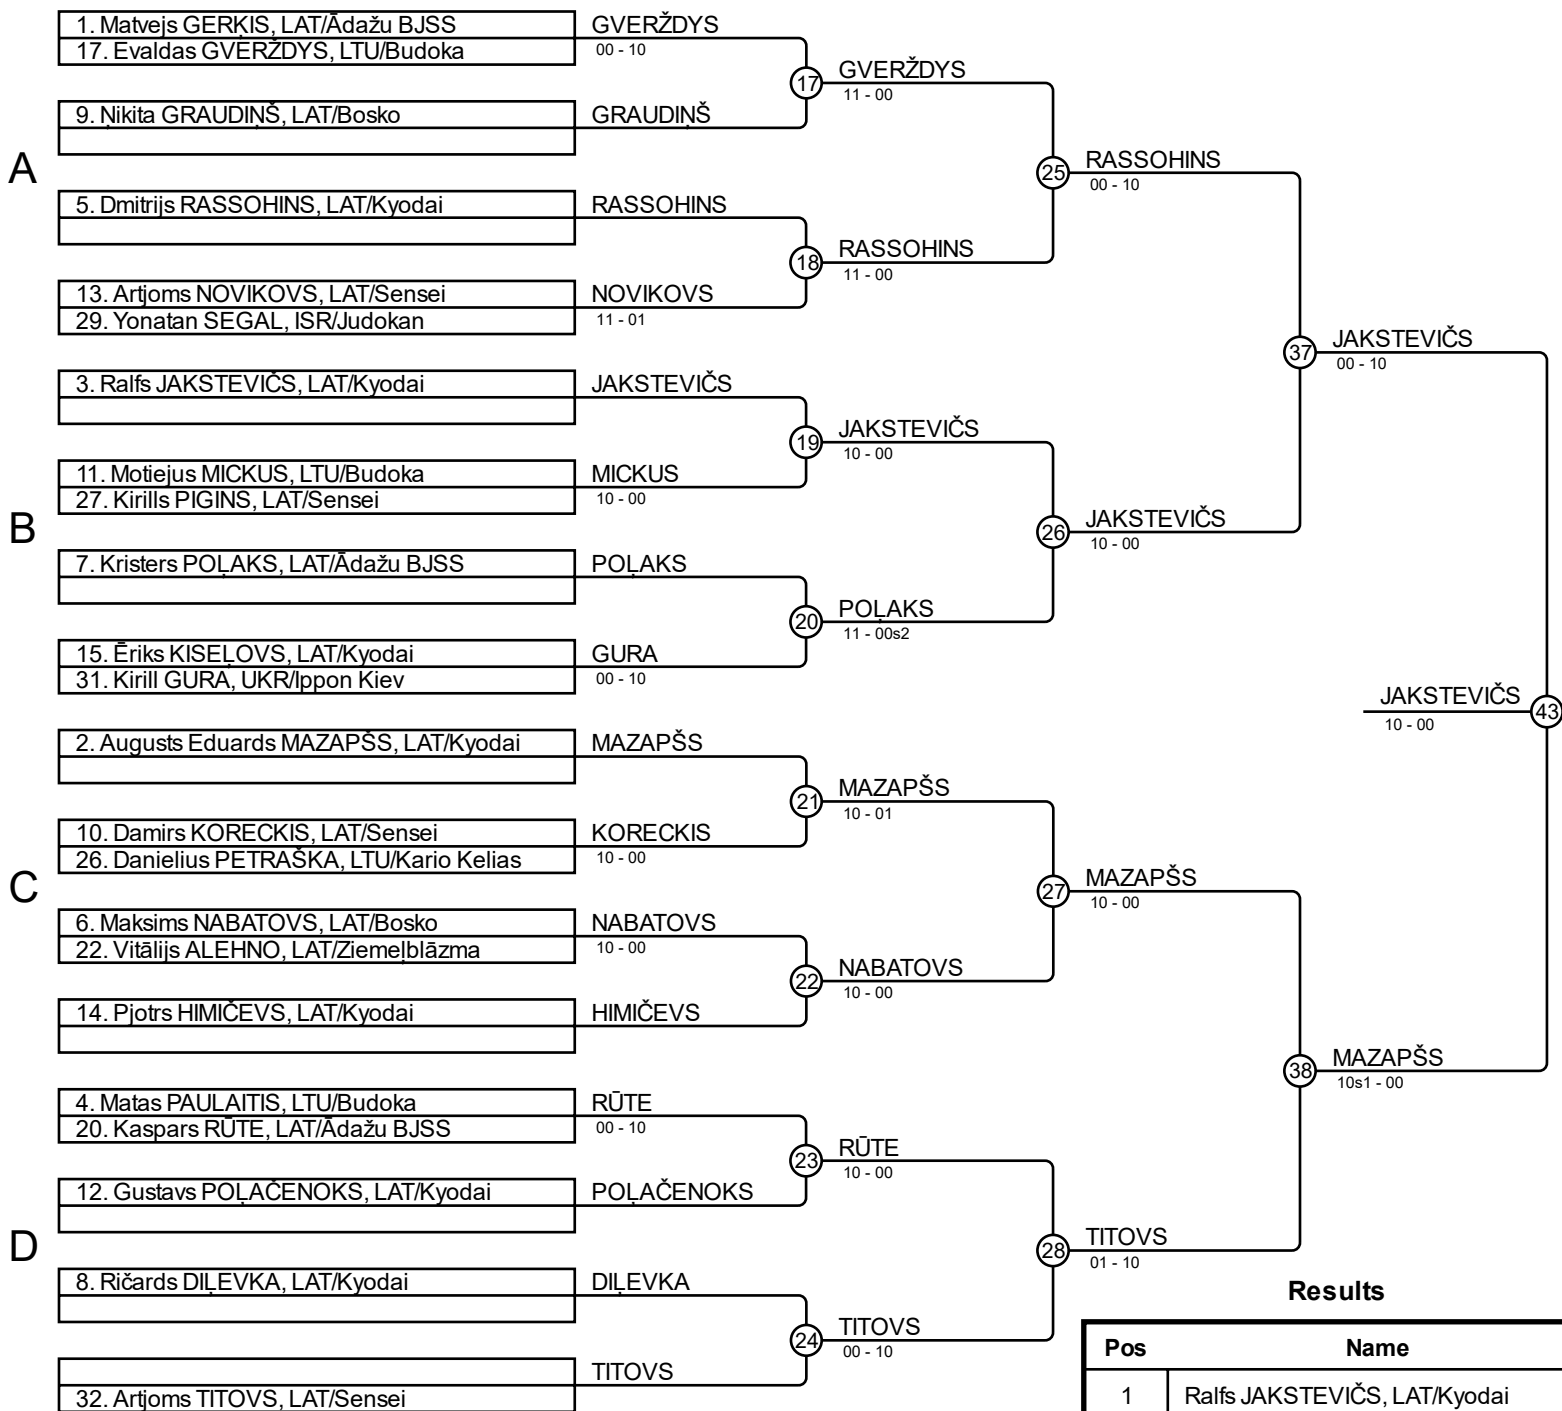 A
1. Matvejs GERĶIS, LAT/Ādažu BJSS
17. Evaldas GVERŽDYS, LTU/Budoka
GVERŽDYS
00 - 10
9. Ņikita GRAUDIŅŠ, LAT/Bosko
GRAUDIŅŠ
17
GVERŽDYS
11 - 00
5. Dmitrijs RASSOHINS, LAT/Kyodai
RASSOHINS
13. Artjoms NOVIKOVS, LAT/Sensei
29. Yonatan SEGAL, ISR/Judokan
NOVIKOVS
11 - 01
18
RASSOHINS
11 - 00
25
RASSOHINS
00 - 10
B
3. Ralfs JAKSTEVIČS, LAT/Kyodai
JAKSTEVIČS
11. Motiejus MICKUS, LTU/Budoka
27. Kirills PIGINS, LAT/Sensei
MICKUS
10 - 00
19
JAKSTEVIČS
10 - 00
7. Kristers POĻAKS, LAT/Ādažu BJSS
POĻAKS
15. Ēriks KISEĻOVS, LAT/Kyodai
31. Kirill GURA, UKR/Ippon Kiev
GURA
00 - 10
20
POĻAKS
11 - 00s2
26
JAKSTEVIČS
10 - 00
37
JAKSTEVIČS
00 - 10
C
2. Augusts Eduards MAZAPŠS, LAT/Kyodai
MAZAPŠS
10. Damirs KORECKIS, LAT/Sensei
26. Danielius PETRAŠKA, LTU/Kario Kelias
KORECKIS
10 - 00
21
MAZAPŠS
10 - 01
6. Maksims NABATOVS, LAT/Bosko
22. Vitālijs ALEHNO, LAT/Ziemeļblāzma
NABATOVS
10 - 00
14. Pjotrs HIMIČEVS, LAT/Kyodai
HIMIČEVS
22
NABATOVS
10 - 00
27
MAZAPŠS
10 - 00
D
4. Matas PAULAITIS, LTU/Budoka
20. Kaspars RŪTE, LAT/Ādažu BJSS
RŪTE
00 - 10
12. Gustavs POĻAČENOKS, LAT/Kyodai
POĻAČENOKS
23
RŪTE
10 - 00
8. Ričards DIĻEVKA, LAT/Kyodai
DIĻEVKA
32. Artjoms TITOVS, LAT/Sensei
TITOVS
24
TITOVS
00 - 10
28
TITOVS
01 - 10
38
MAZAPŠS
10s1 - 00
43
JAKSTEVIČS
10 - 00
Results
Pos Name
1 Ralfs JAKSTEVIČS, LAT/Kyodai